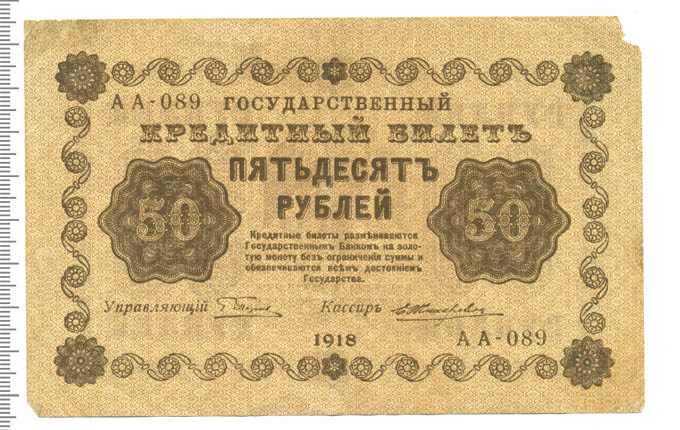 АА-089 ГОСУДАРСТВЕННЫЙ
КРЕДИТНЫЙ БИЛЕТЪ
ПЯТЬДЕСЯТЪ
РУБЛЕЙ
50
50
Кредитные билеты размѣниваются
Государственнымъ Банкомъ на золо-
тую монету безъ ограниченія суммы и
обезпечиваются всѣмъ достояніемъ
Государства.
Управляющій
Кассиръ
1918
АА-089